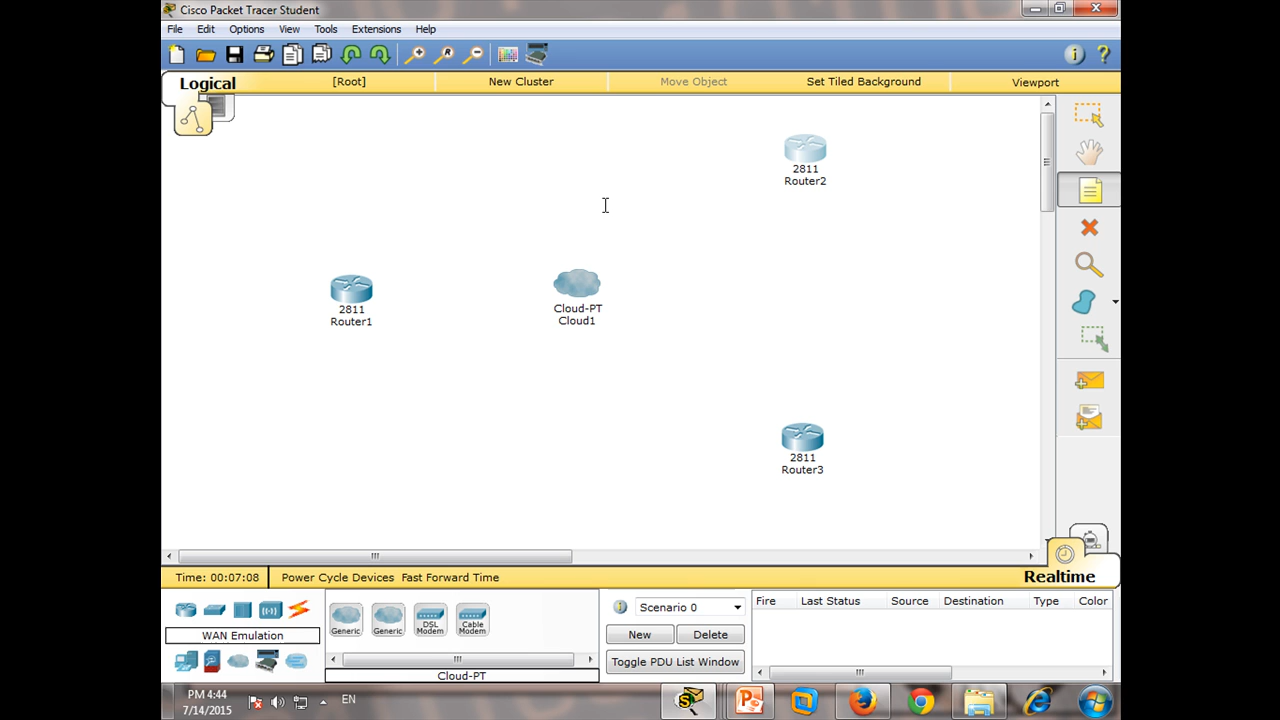 Cisco Packet Tracer Student
File Edit Options View Tools Extensions Help
Logical [Root] New Cluster Move Object Set Tiled Background Viewport
2811
Router2
2811
Router1
Cloud-PT
Cloud1
2811
Router3
Time: 00:07:08 Power Cycle Devices Fast Forward Time Realtime
WAN Emulation
Generic Generic DSL Modem Cable Modem
Cloud-PT
Scenario 0
New Delete
Toggle PDU List Window
Fire Last Status Source Destination Type Color
PM 4:44
7/14/2015
EN